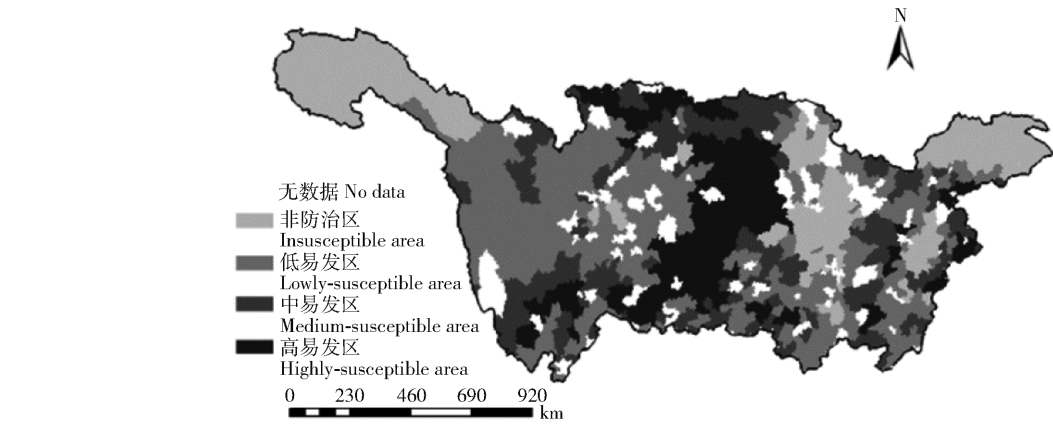 N
无数据 No data
非防治区
Insusceptible area
低易发区
Lowly-susceptible area
中易发区
Medium-susceptible area
高易发区
Highly-susceptible area
0 230 460 690 920
km